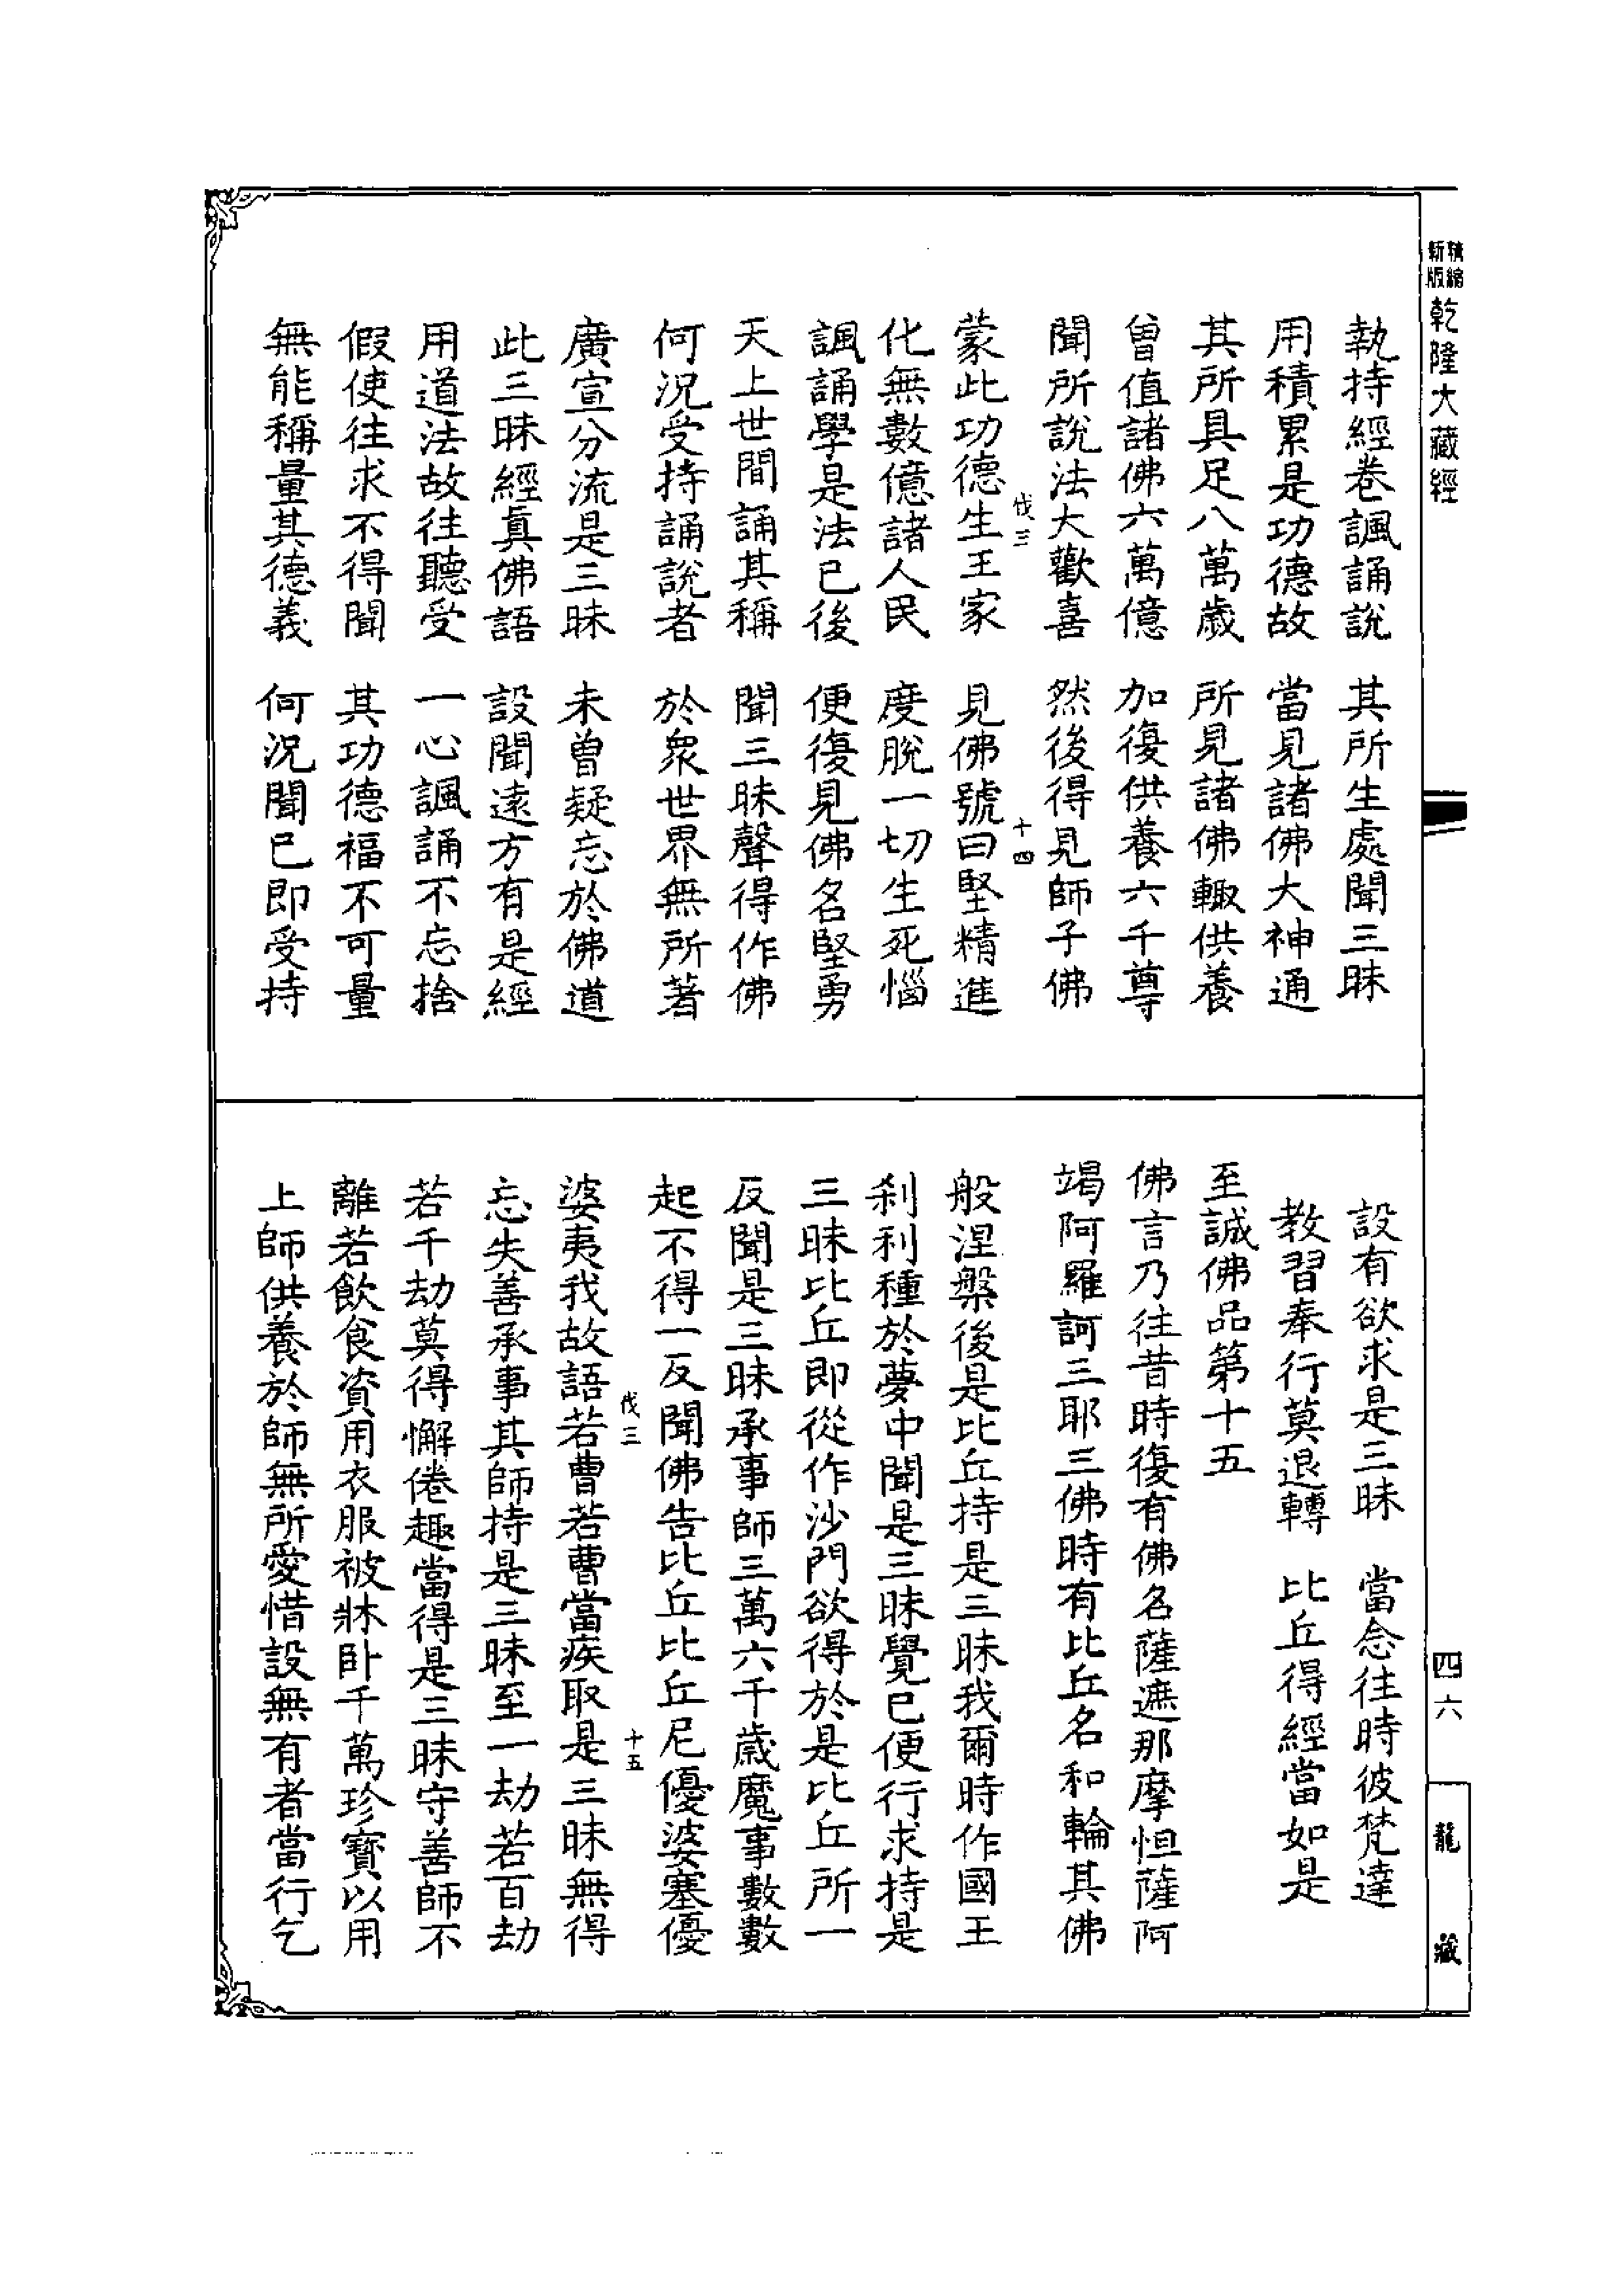 精縮
新版
乾隆大藏經
執持經卷諷誦說　其所生處聞三昧
用積累是功德故　當見諸佛大神通
其所具足八萬歲　所見諸佛輙供養
曾值諸佛六萬億　加復供養六千尊
聞所說法大歡喜　然後得見師子佛
伐三　十四
蒙此功德生王家　見佛號曰堅精進
化無數億諸人民　度脫一切生死惱
諷誦學是法已後　便復見佛名堅勇
天上世間誦其稱　聞三昧聲得作佛
何況受持誦說者　於衆世界無所著
廣宣分流是三昧　未曾疑忘於佛道
此三昧經眞佛語　設聞遠方有是經
用道法故往聽受　一心諷誦不忘捨
假使往求不得聞　其功德福不可量
無能稱量其德義　何況聞已即受持
設有欲求是三昧　當念往時彼梵達
教習奉行莫退轉　比丘得經當如是
至誠佛品第十五
佛言乃往昔時復有佛名薩遮那摩怛薩阿
竭阿羅訶三耶三佛時有比丘名和輪其佛
般涅槃後是比丘持是三昧我爾時作國王
刹利種於夢中聞是三昧覺已便行求持是
三昧比丘即從作沙門欲得於是比丘所一
反聞是三昧承事師三萬六千歲魔事數數
起不得一反聞佛告比丘比丘尼優婆塞優
伐三　十五
婆夷我故語若曹若曹當疾取是三昧無得
忘失善承事其師持是三昧至一劫若百劫
若千劫莫得懈倦趣當得是三昧守善師不
離若飲食資用衣服被牀臥千萬珍寶以用
上師供養於師無所愛惜設無有者當行乞
四六
龍藏